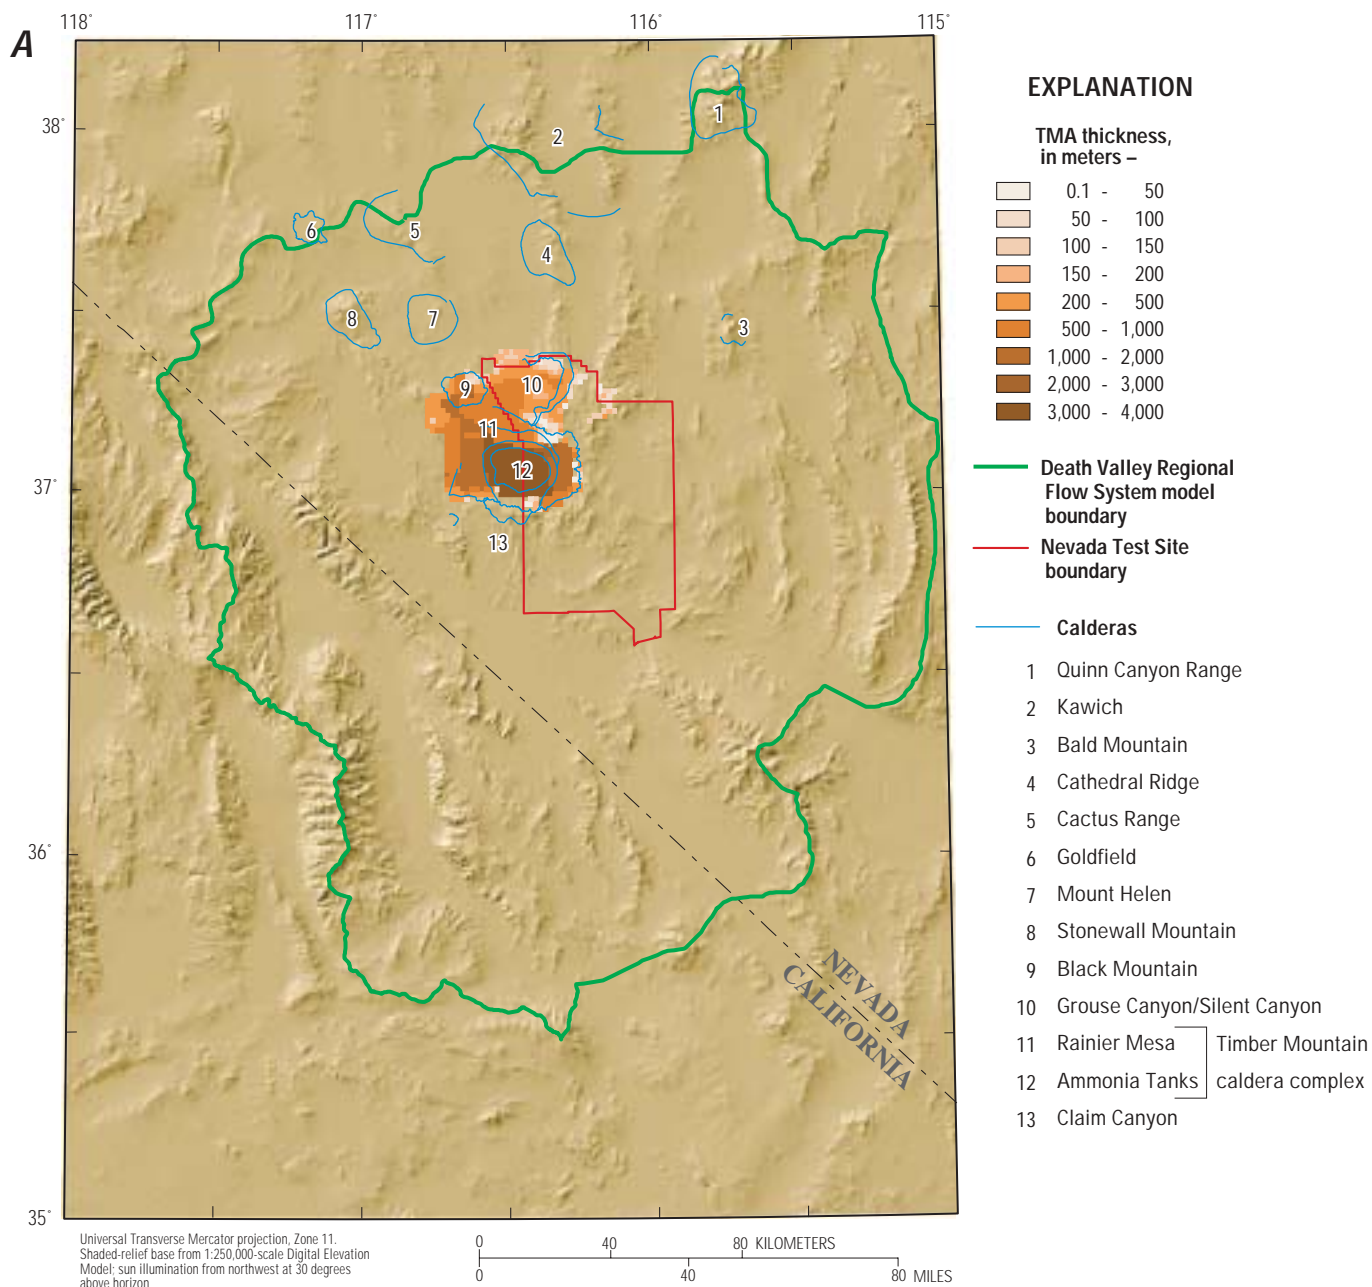 A
118°
117°
116°
115°
38°
37°
36°
35°
1
2
3
4
5
6
7
8
9
10
11
12
13
NEVADA
CALIFORNIA
EXPLANATION
TMA thickness,
in meters –
0.1 - 50
50 - 100
100 - 150
150 - 200
200 - 500
500 - 1,000
1,000 - 2,000
2,000 - 3,000
3,000 - 4,000
Death Valley Regional
Flow System model
boundary
Nevada Test Site
boundary
Calderas
1 Quinn Canyon Range
2 Kawich
3 Bald Mountain
4 Cathedral Ridge
5 Cactus Range
6 Goldfield
7 Mount Helen
8 Stonewall Mountain
9 Black Mountain
10 Grouse Canyon/Silent Canyon
11 Rainier Mesa Timber Mountain
12 Ammonia Tanks caldera complex
13 Claim Canyon
Universal Transverse Mercator projection, Zone 11.
Shaded-relief base from 1:250,000-scale Digital Elevation
Model: sun illumination from northwest at 30 degrees
above horizon
0 40 80 KILOMETERS
0 40 80 MILES